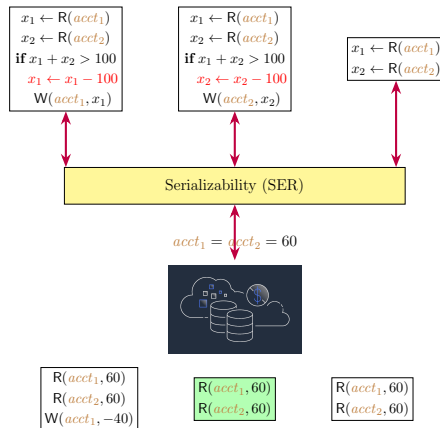 x₁ ← R(acct₁)
x₂ ← R(acct₂)
if x₁ + x₂ > 100
x₁ ← x₁ − 100
W(acct₁, x₁)
x₁ ← R(acct₁)
x₂ ← R(acct₂)
if x₁ + x₂ > 100
x₂ ← x₂ − 100
W(acct₂, x₂)
x₁ ← R(acct₁)
x₂ ← R(acct₂)
Serializability (SER)
acct₁ = acct₂ = 60
R(acct₁, 60)
R(acct₂, 60)
W(acct₁, −40)
R(acct₁, 60)
R(acct₂, 60)
R(acct₁, 60)
R(acct₂, 60)